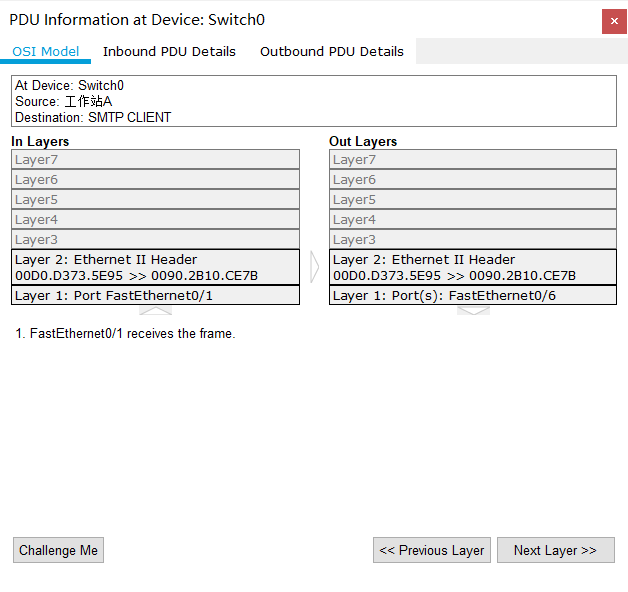 PDU Information at Device: Switch0
×
OSI Model
Inbound PDU Details
Outbound PDU Details
At Device: Switch0
Source: 工作站A
Destination: SMTP CLIENT
In Layers
Layer7
Layer6
Layer5
Layer4
Layer3
Layer 2: Ethernet II Header
00D0.D373.5E95 >> 0090.2B10.CE7B
Layer 1: Port FastEthernet0/1
Out Layers
Layer7
Layer6
Layer5
Layer4
Layer3
Layer 2: Ethernet II Header
00D0.D373.5E95 >> 0090.2B10.CE7B
Layer 1: Port(s): FastEthernet0/6
1. FastEthernet0/1 receives the frame.
Challenge Me
<< Previous Layer
Next Layer >>